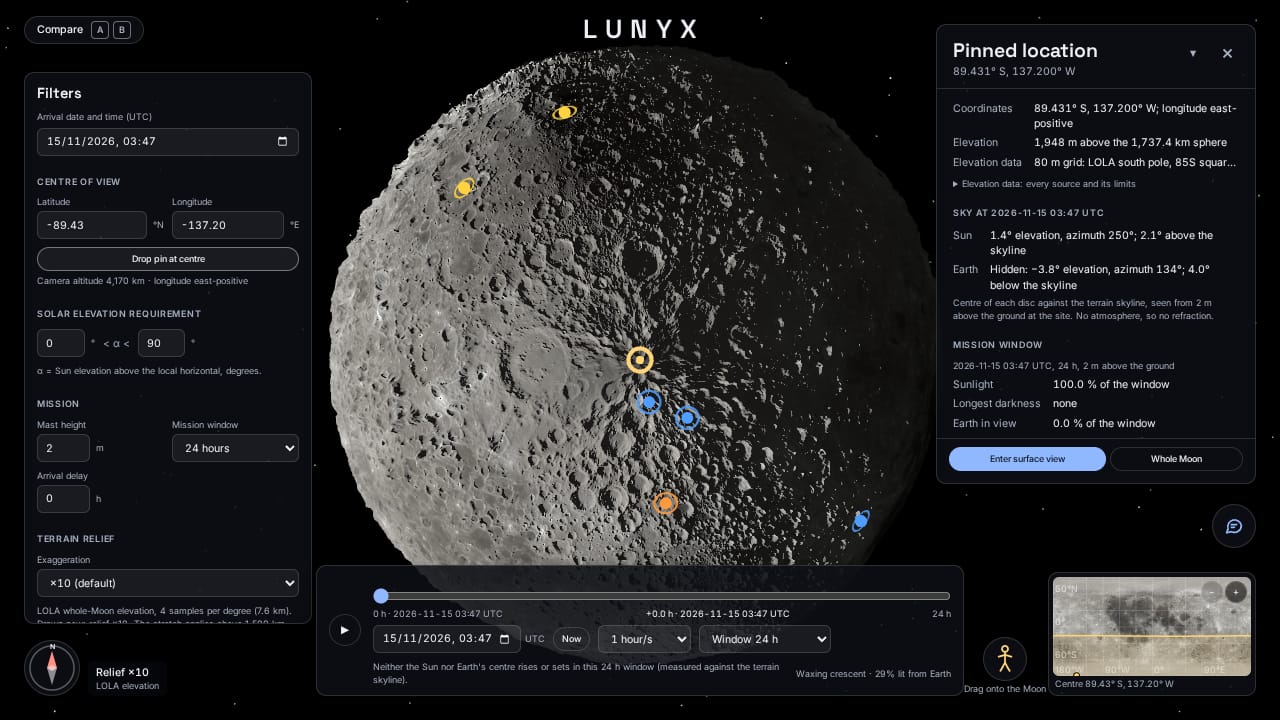 Compare A B
LUNYX
Filters
Arrival date and time (UTC)
15/11/2026, 03:47
CENTRE OF VIEW
Latitude Longitude
-89.43 °N -137.20 °E
Drop pin at centre
Camera altitude 4,170 km · longitude east-positive
SOLAR ELEVATION REQUIREMENT
0 ° < α < 90 °
α = Sun elevation above the local horizontal, degrees.
MISSION
Mast height Mission window
2 m 24 hours
Arrival delay
0 h
TERRAIN RELIEF
Exaggeration
×10 (default)
LOLA whole-Moon elevation, 4 samples per degree (7.6 km).
N
Relief ×10
LOLA elevation
Pinned location
89.431° S, 137.200° W
Coordinates 89.431° S, 137.200° W; longitude east-
positive
Elevation 1,948 m above the 1,737.4 km sphere
Elevation data 80 m grid: LOLA south pole, 85S squar…
Elevation data: every source and its limits
SKY AT 2026-11-15 03:47 UTC
Sun 1.4° elevation, azimuth 250°; 2.1° above the
skyline
Earth Hidden: −3.8° elevation, azimuth 134°; 4.0°
below the skyline
Centre of each disc against the terrain skyline, seen from 2 m
above the ground at the site. No atmosphere, so no refraction.
MISSION WINDOW
2026-11-15 03:47 UTC, 24 h, 2 m above the ground
Sunlight 100.0 % of the window
Longest darkness none
Earth in view 0.0 % of the window
Enter surface view Whole Moon
0 h · 2026-11-15 03:47 UTC +0.0 h · 2026-11-15 03:47 UTC 24 h
15/11/2026, 03:47 UTC Now 1 hour/s Window 24 h
Neither the Sun nor Earth's centre rises or sets in this 24 h window (measured against the terrain
skyline).
Waxing crescent · 29% lit from Earth
Drag onto the Moon
60°N
0°
60°S
180°W 90°W 0° 90°E
Centre 89.43° S, 137.20° W